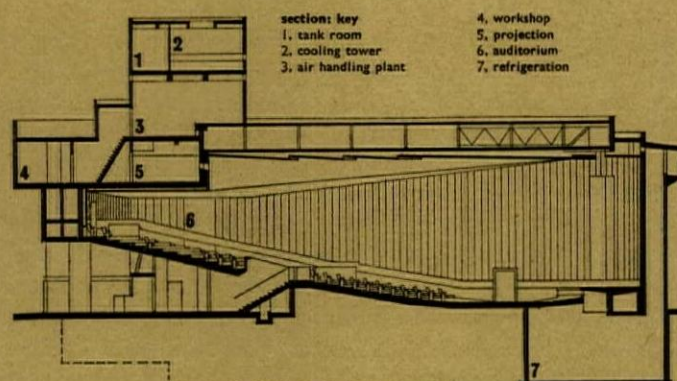 section: key
1, tank room
2, cooling tower
3, air handling plant
4, workshop
5, projection
6, auditorium
7, refrigeration
1
2
3
4
5
6
7